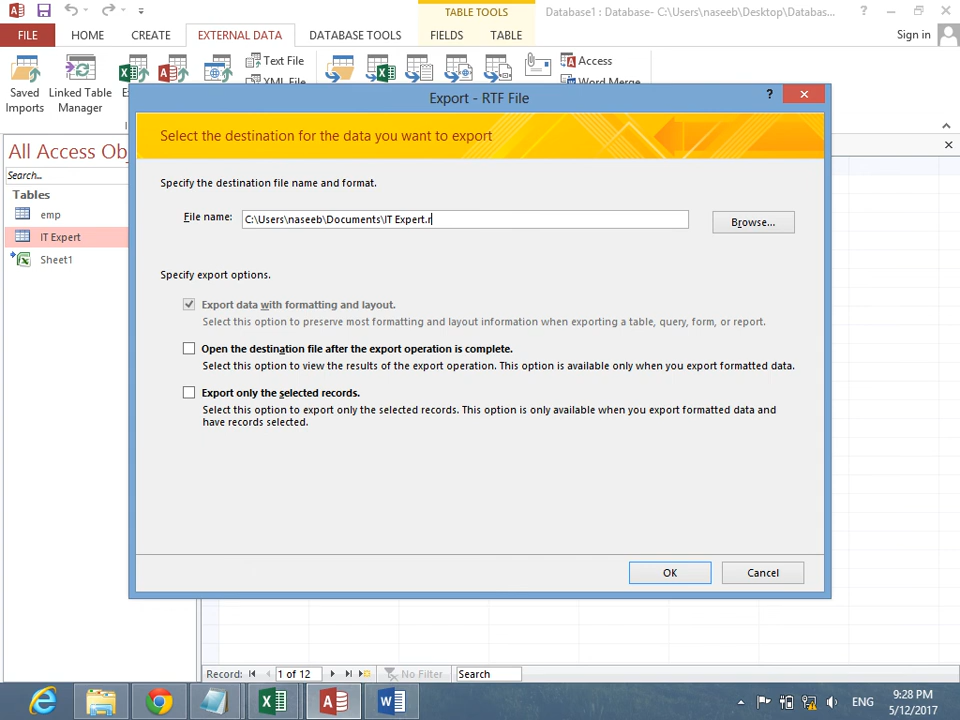 TABLE TOOLS
Database1 : Database- C:\Users\naseeb\Desktop\Databas...
?
FILE
HOME
CREATE
EXTERNAL DATA
DATABASE TOOLS
FIELDS
TABLE
Sign in
Saved
Imports
Linked Table
Manager
Text File
XML File
Access
Word Merge
Export - RTF File
?
Select the destination for the data you want to export
All Access Ob
Search...
Tables
emp
IT Expert
Sheet1
Specify the destination file name and format.
File name:
C:\Users\naseeb\Documents\IT Expert.r
Browse...
Specify export options.
Export data with formatting and layout.
Select this option to preserve most formatting and layout information when exporting a table, query, form, or report.
Open the destination file after the export operation is complete.
Select this option to view the results of the export operation. This option is available only when you export formatted data.
Export only the selected records.
Select this option to export only the selected records. This option is only available when you export formatted data and
have records selected.
OK
Cancel
Record:
1 of 12
No Filter
Search
ENG
9:28 PM
5/12/2017